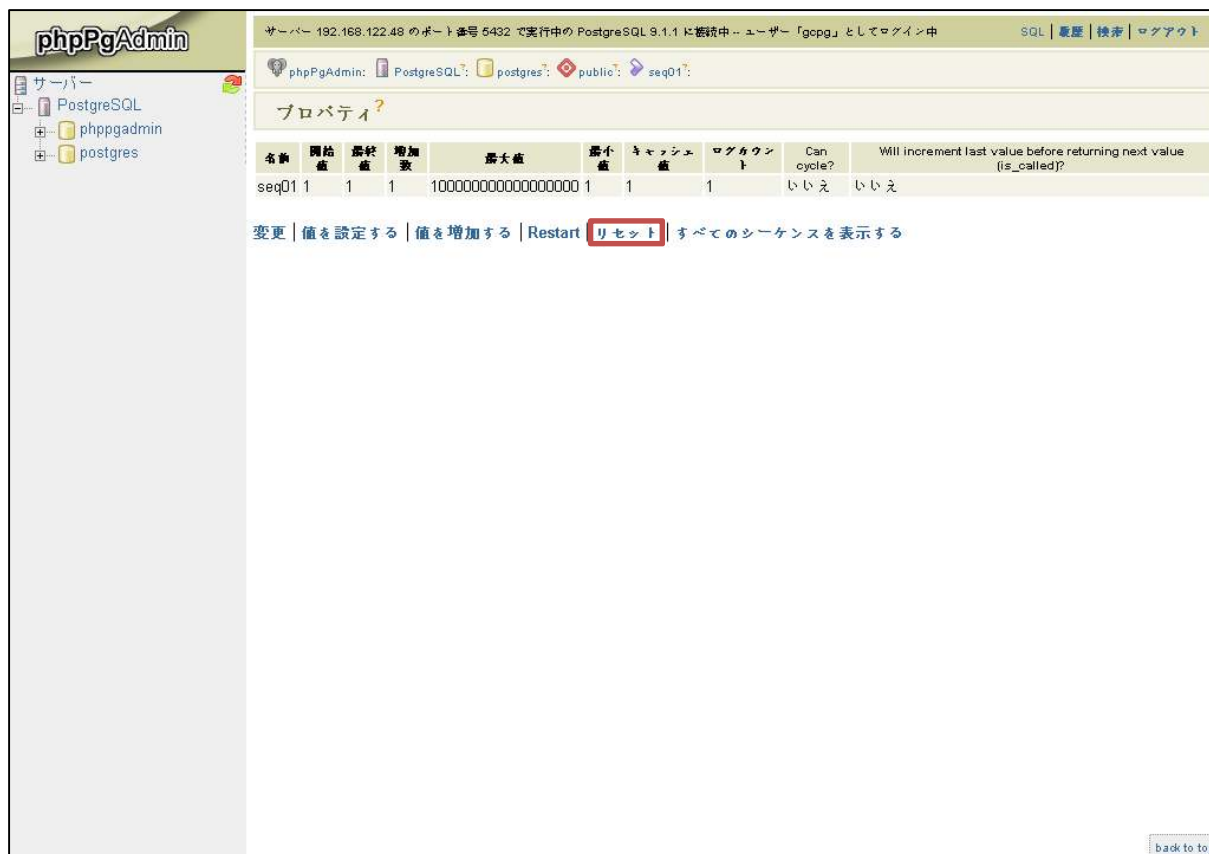 phpPgAdmin
サーバー 192.168.122.48 のポート番号 5432 で実行中の PostgreSQL 9.1.1 に接続中 -- ユーザー「gcpg」としてログイン中
SQL | 履歴 | 検索 | ログアウト
phpPgAdmin: PostgreSQL?: postgres?: public?: seq01?:
サーバー
PostgreSQL
phppgadmin
postgres
プロパティ?
名前 開始値 最終値 増加数 最大値 最小値 キャッシュ値 ログカウント Can cycle? Will increment last value before returning next value (is_called)?
seq01 1 1 1 100000000000000000 1 1 1 いいえ いいえ
変更 | 値を設定する | 値を増加する | Restart | リセット | すべてのシーケンスを表示する
back to to